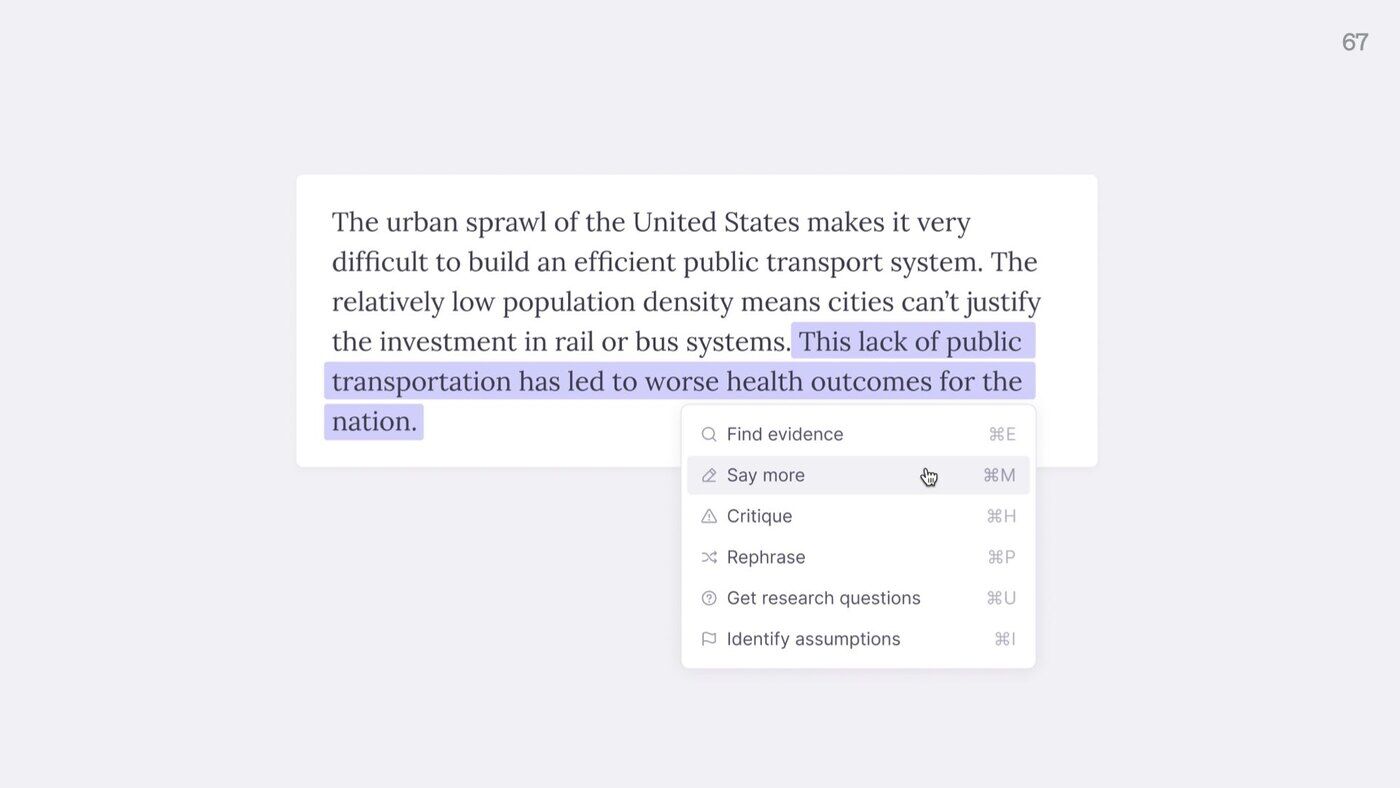 67
The urban sprawl of the United States makes it very
difficult to build an efficient public transport system. The
relatively low population density means cities can’t justify
the investment in rail or bus systems. This lack of public
transportation has led to worse health outcomes for the
nation.
Find evidence ⌘E
Say more ⌘M
Critique ⌘H
Rephrase ⌘P
Get research questions ⌘U
Identify assumptions ⌘I